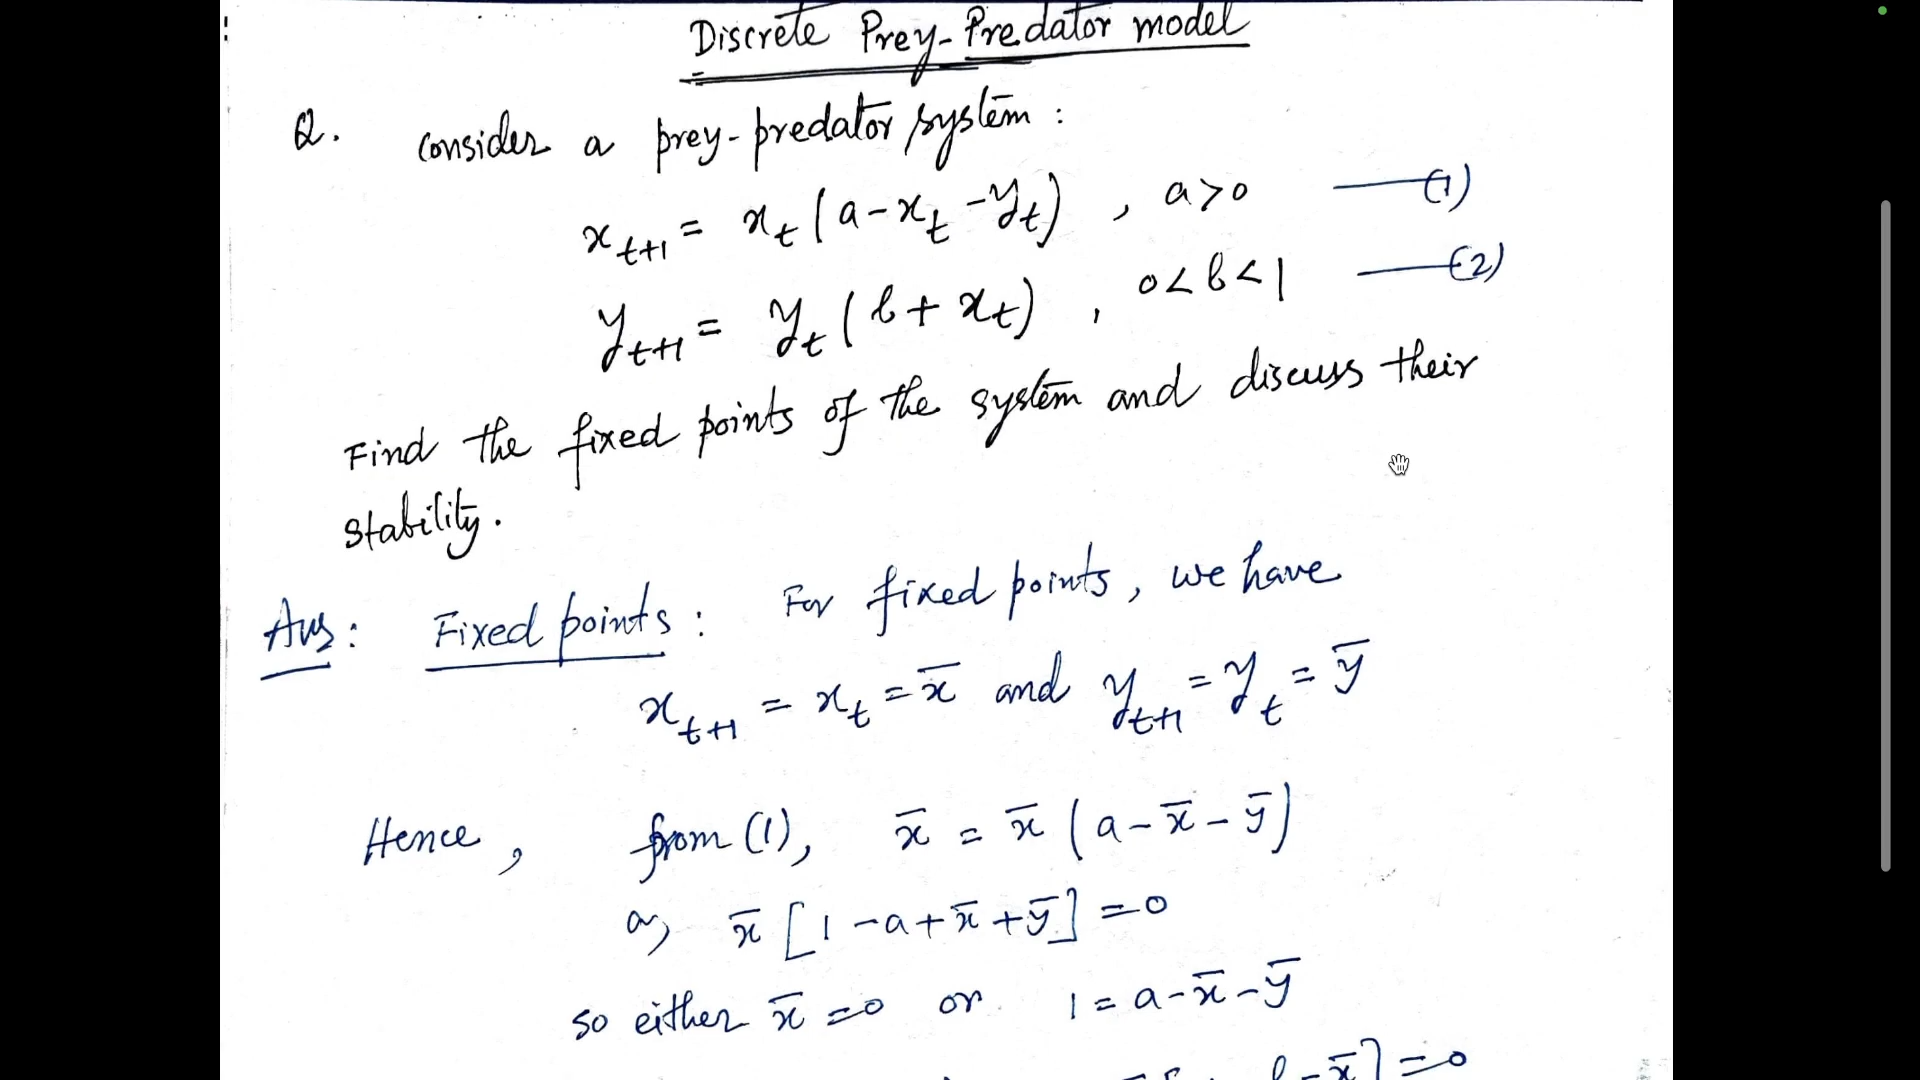 Discrete Prey-Predator model
Q. consider a prey-predator system:
x_{t+1} = x_t (a - x_t - y_t) , a>0 —(1)
y_{t+1} = y_t (b + x_t) , 0<b<1 —(2)
Find the fixed points of the system and discuss their
stability.
Ans: Fixed points: For fixed points, we have
x_{t+1} = x_t = x̄ and y_{t+1} = y_t = ȳ
Hence, from (1), x̄ = x̄ (a - x̄ - ȳ)
or, x̄ [1 - a + x̄ + ȳ] = 0
so either x̄ = 0 or 1 = a - x̄ - ȳ
b - x̄] = 0